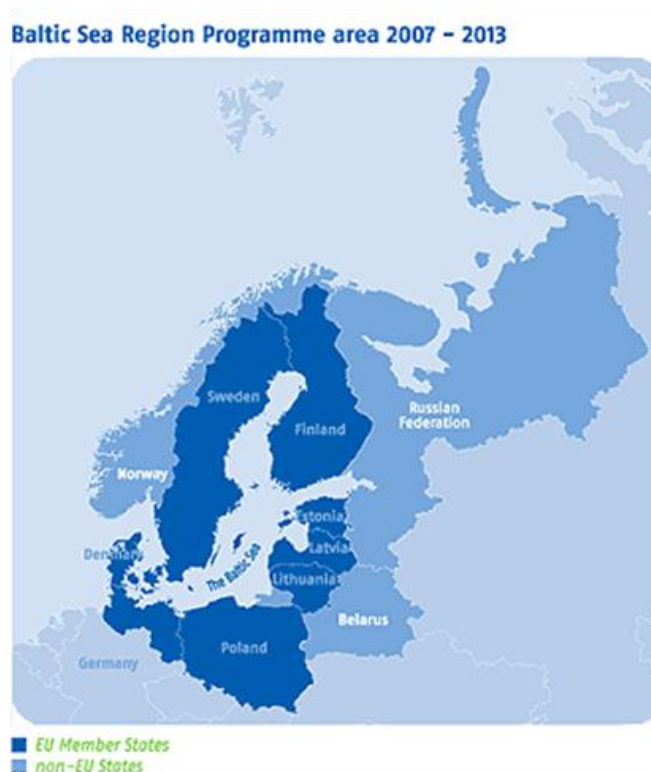 Baltic Sea Region Programme area 2007 - 2013
Sweden
Finland
Russian
Federation
Norway
Estonia
Denmark
Latvia
The Baltic Sea
Lithuania
Belarus
Poland
Germany
EU Member States
non-EU States